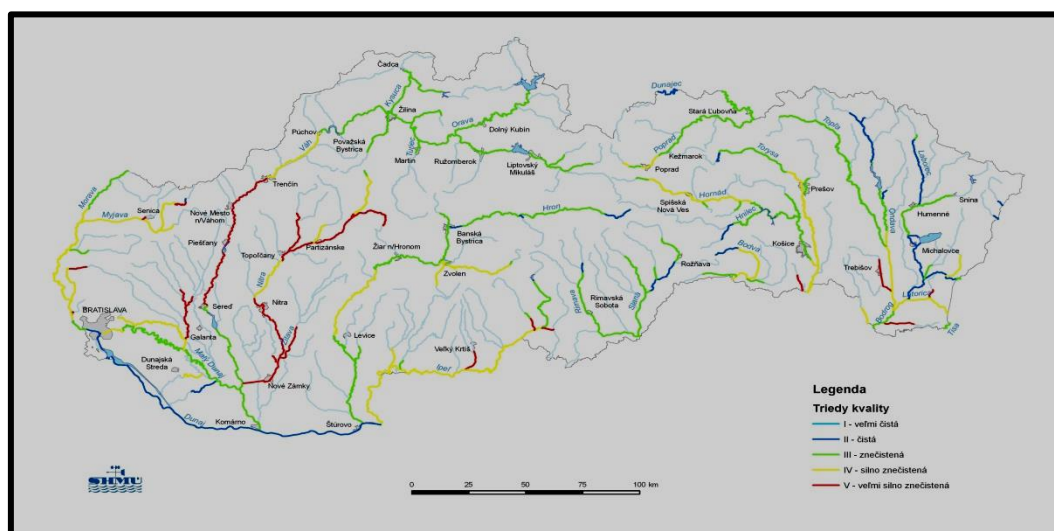 Čadca
Kysuca
Žilina
Orava
Dolný Kubín
Púchov
Považská
Bystrica
Váh
Turiec
Martin
Ružomberok
Liptovský
Mikuláš
Trenčín
Dunajec
Stará Ľubovňa
Poprad
Kežmarok
Poprad
Topľa
Torysa
Laborec
Ondava
Prešov
Snina
Humenné
Michalovce
Hornád
Spišská
Nová Ves
Hnilec
Košice
Bodva
Rožňava
Trebišov
Latorica
Bodrog
Tisa
Morava
Myjava
Senica
Nové Mesto
n/Váhom
Piešťany
Topoľčany
Partizánske
Žiar n/Hronom
Hron
Banská
Bystrica
Zvolen
Nitra
Nitra
Sereď
BRATISLAVA
Galanta
Malý Dunaj
Dunajská
Streda
Nové Zámky
Levice
Veľký Krtíš
Ipeľ
Rimava
Rimavská
Sobota
Slaná
Dunaj
Komárno
Štúrovo
Legenda
Triedy kvality
I - veľmi čistá
II - čistá
III - znečistená
IV - silno znečistená
V - veľmi silno znečistená
SHMÚ
0 25 50 75 100 km